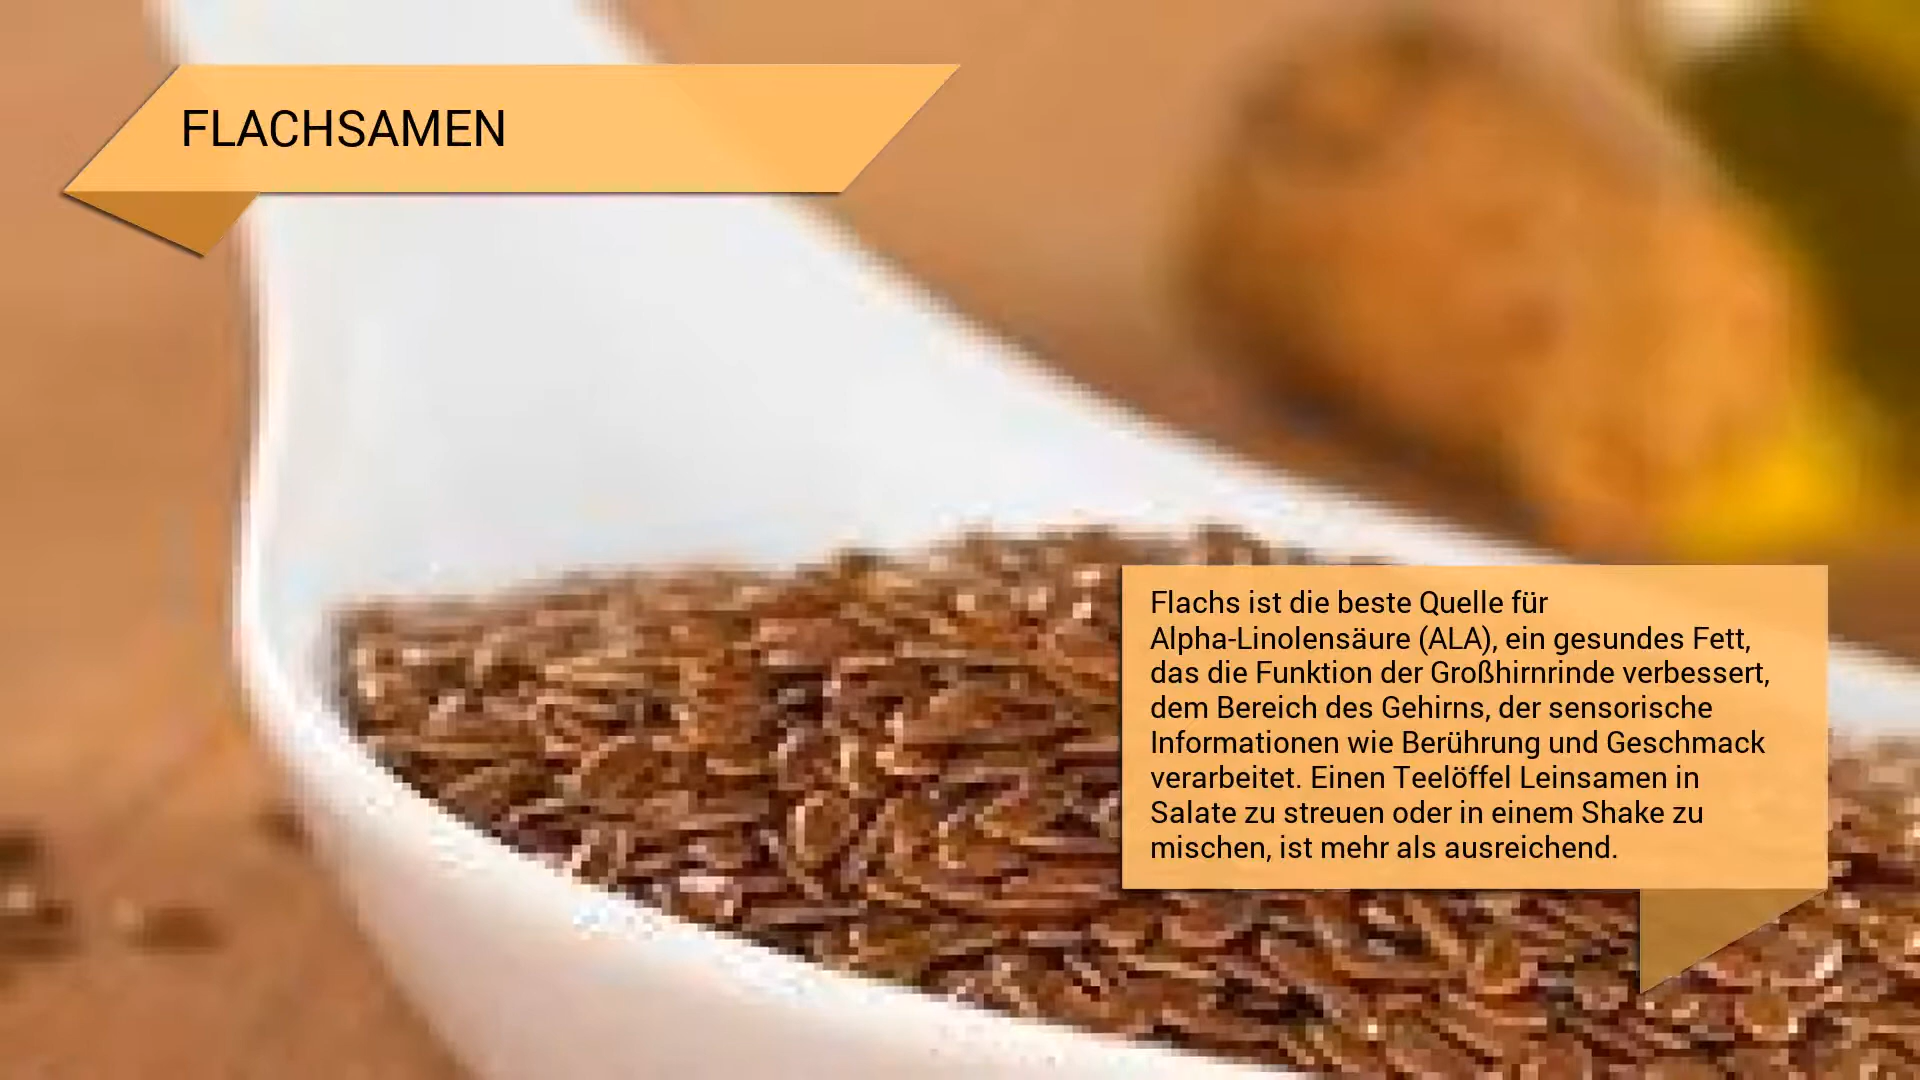 FLACHSAMEN
Flachs ist die beste Quelle für
Alpha-Linolensäure (ALA), ein gesundes Fett,
das die Funktion der Großhirnrinde verbessert,
dem Bereich des Gehirns, der sensorische
Informationen wie Berührung und Geschmack
verarbeitet. Einen Teelöffel Leinsamen in
Salate zu streuen oder in einem Shake zu
mischen, ist mehr als ausreichend.